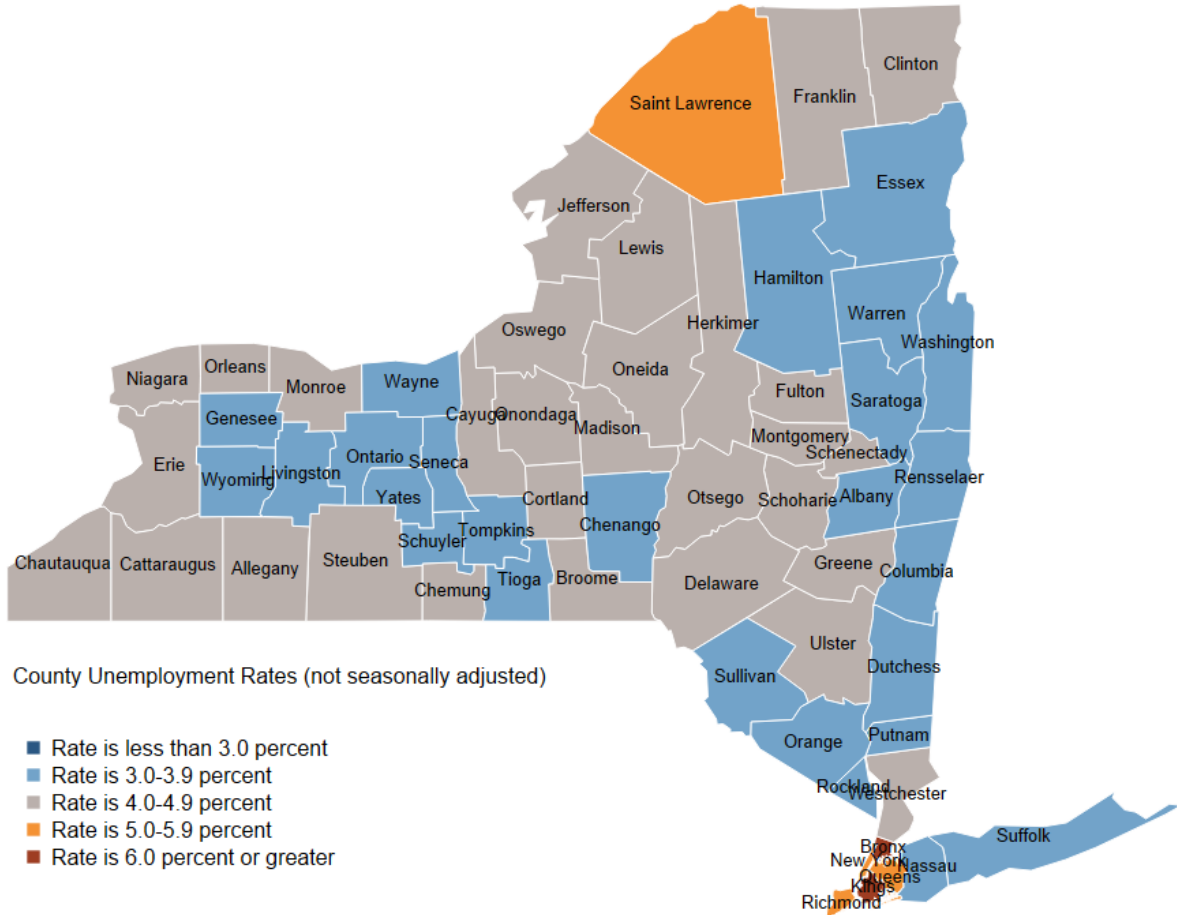 Clinton
Franklin
Saint Lawrence
Essex
Jefferson
Lewis
Hamilton
Warren
Herkimer
Oswego
Washington
Oneida
Orleans
Niagara
Monroe
Wayne
Fulton
Saratoga
Genesee
Cayuga
Onondaga
Madison
Montgomery
Schenectady
Erie
Ontario
Seneca
Livingston
Wyoming
Rensselaer
Yates
Cortland
Otsego
Schoharie
Albany
Chenango
Tompkins
Schuyler
Chautauqua
Cattaraugus
Allegany
Steuben
Chemung
Tioga
Broome
Delaware
Greene
Columbia
Ulster
Dutchess
Sullivan
Orange
Putnam
Rockland
Westchester
Suffolk
Bronx
New York
Nassau
Queens
Kings
Richmond
County Unemployment Rates (not seasonally adjusted)
Rate is less than 3.0 percent
Rate is 3.0-3.9 percent
Rate is 4.0-4.9 percent
Rate is 5.0-5.9 percent
Rate is 6.0 percent or greater